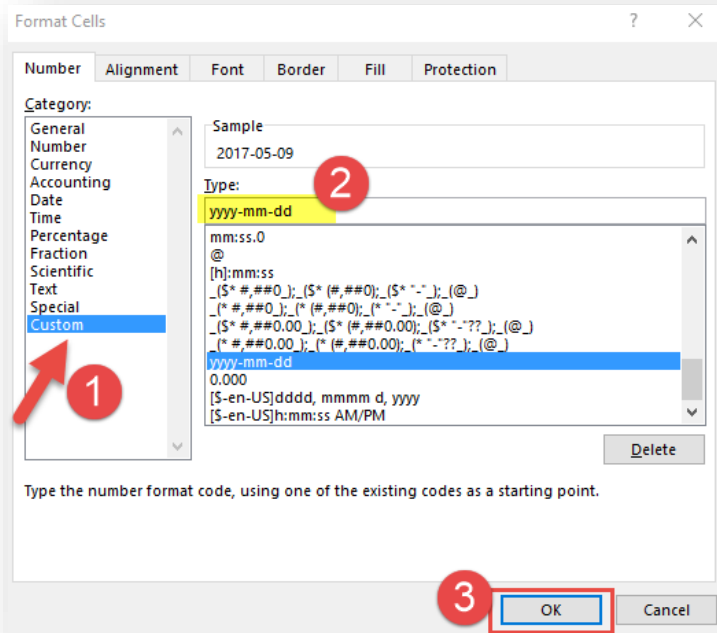 Format Cells
? ×
Number Alignment Font Border Fill Protection
Category:
General
Number
Currency
Accounting
Date
Time
Percentage
Fraction
Scientific
Text
Special
Custom
1
Sample
2017-05-09
Type:
2
yyyy-mm-dd
mm:ss.0
@
[h]:mm:ss
_($* #,##0_);_($* (#,##0);_($* "-"_);_(@_)
_(* #,##0_);_(* (#,##0);_(* "-"_);_(@_)
_($* #,##0.00_);_($* (#,##0.00);_($* "-"??_);_(@_)
_(* #,##0.00_);_(* (#,##0.00);_(* "-"??_);_(@_)
yyyy-mm-dd
0.000
[$-en-US]dddd, mmmm d, yyyy
[$-en-US]h:mm:ss AM/PM
Delete
Type the number format code, using one of the existing codes as a starting point.
3
OK Cancel